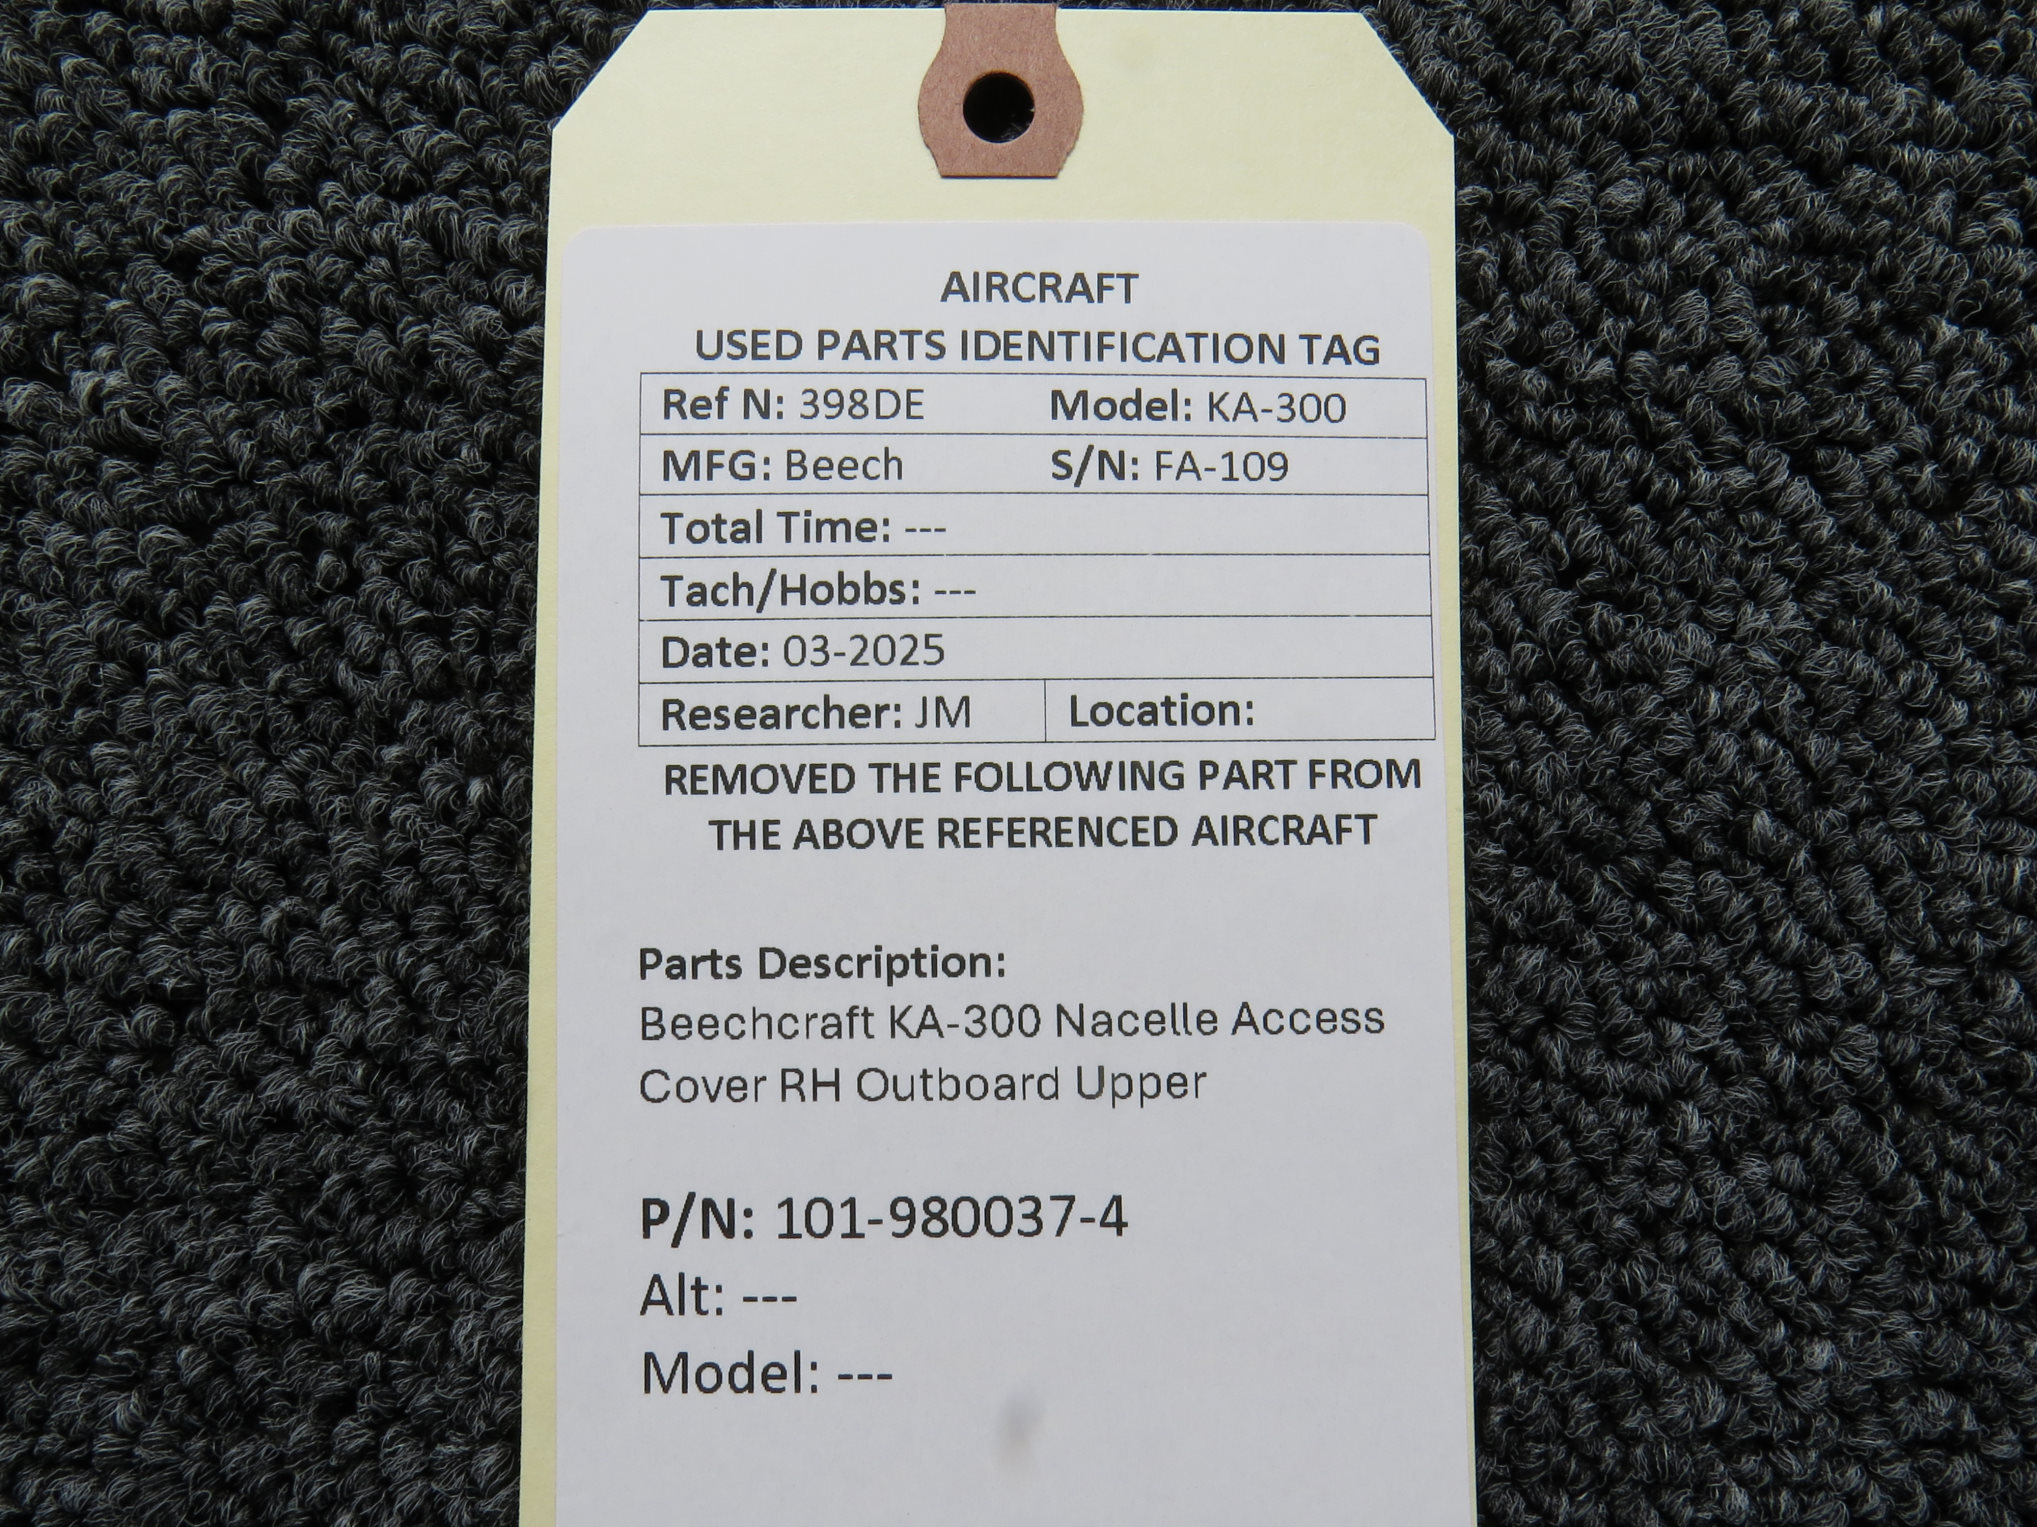 AIRCRAFT
USED PARTS IDENTIFICATION TAG
Ref N: 398DE Model: KA-300
MFG: Beech S/N: FA-109
Total Time: ---
Tach/Hobbs: ---
Date: 03-2025
Researcher: JM Location:
REMOVED THE FOLLOWING PART FROM
THE ABOVE REFERENCED AIRCRAFT
Parts Description:
Beechcraft KA-300 Nacelle Access
Cover RH Outboard Upper
P/N: 101-980037-4
Alt: ---
Model: ---